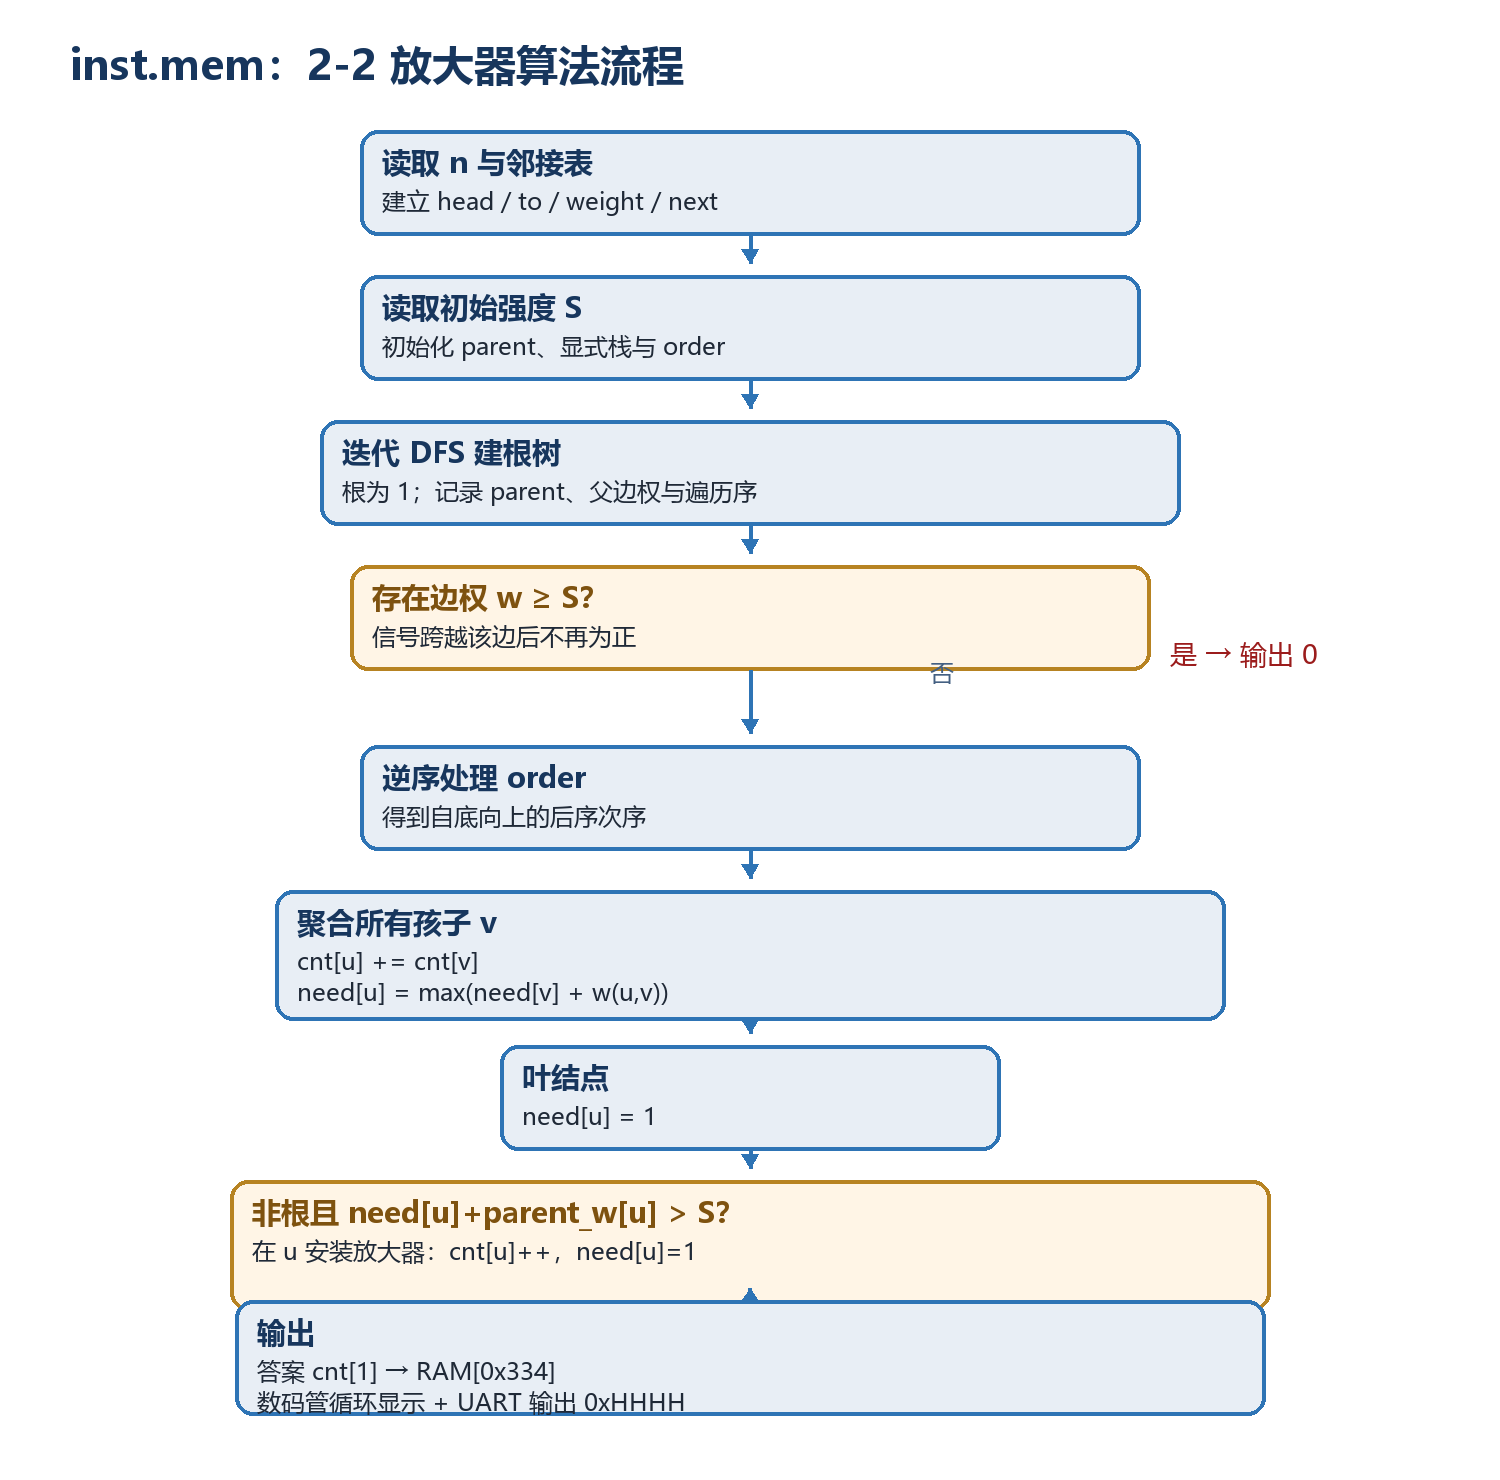 inst.mem：2-2 放大器算法流程
读取 n 与邻接表
建立 head / to / weight / next
读取初始强度 S
初始化 parent、显式栈与 order
迭代 DFS 建根树
根为 1；记录 parent、父边权与遍历序
存在边权 w ≥ S?
信号跨越该边后不再为正
是 → 输出 0
否
逆序处理 order
得到自底向上的后序次序
聚合所有孩子 v
cnt[u] += cnt[v]
need[u] = max(need[v] + w(u,v))
叶结点
need[u] = 1
非根且 need[u]+parent_w[u] > S?
在 u 安装放大器：cnt[u]++，need[u]=1
输出
答案 cnt[1] → RAM[0x334]
数码管循环显示 + UART 输出 0xHHHH